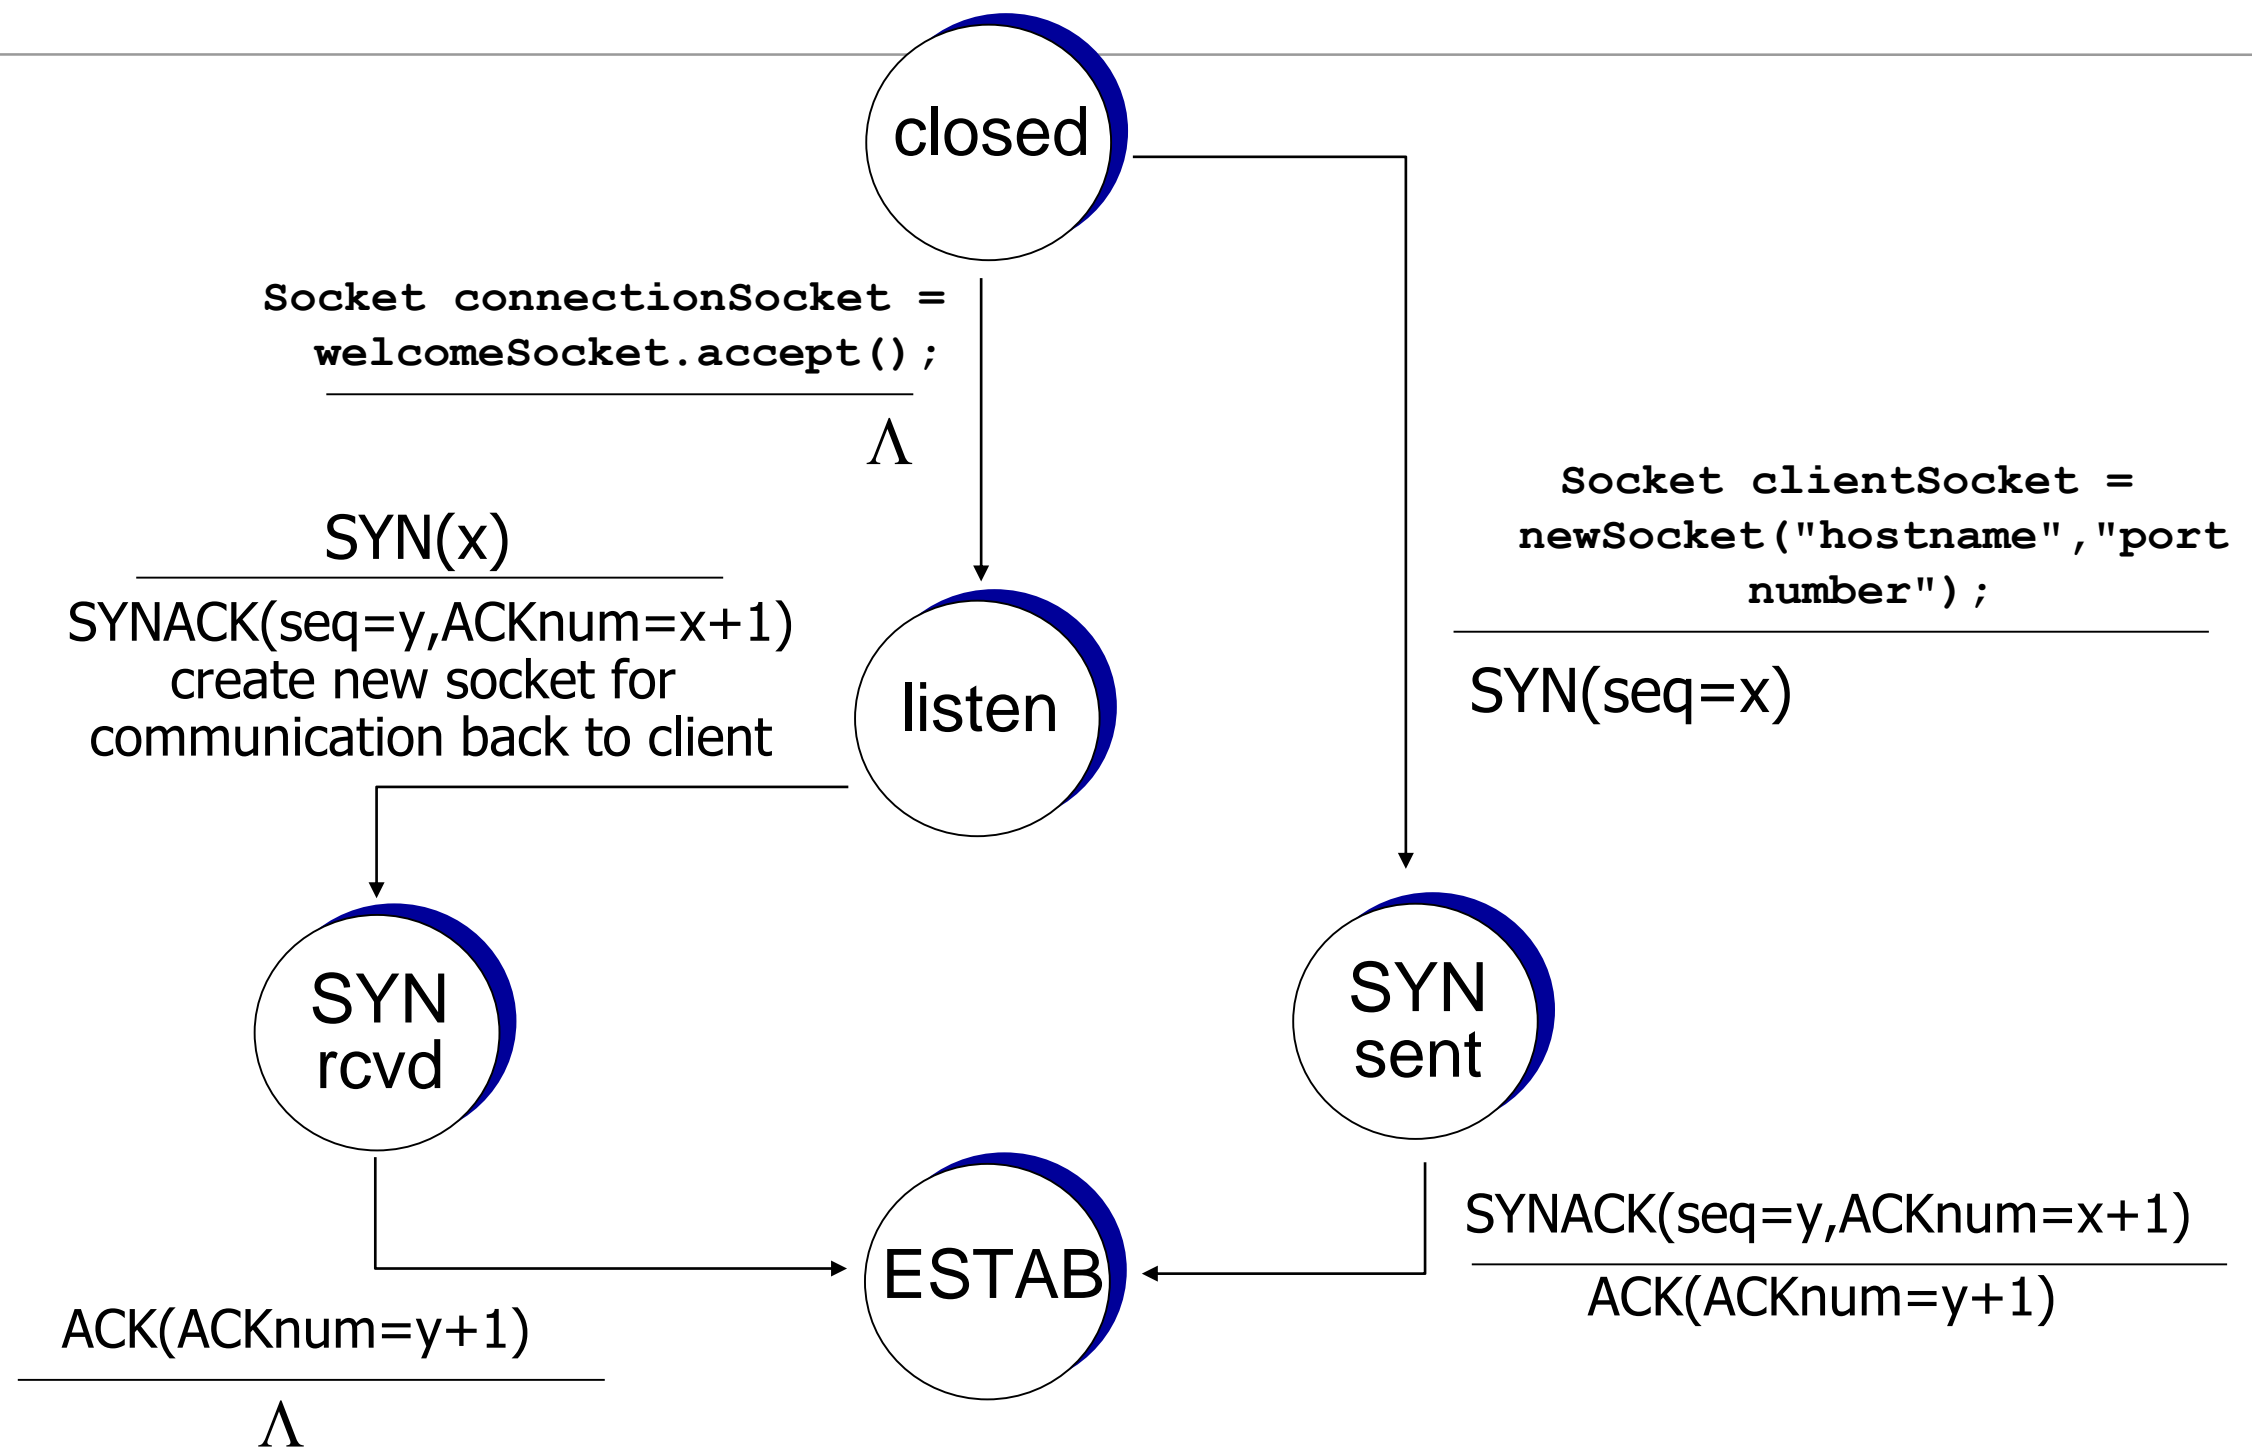 closed
Socket connectionSocket =
welcomeSocket.accept();
Λ
Socket clientSocket =
newSocket("hostname","port
number");
SYN(seq=x)
SYN(x)
SYNACK(seq=y,ACKnum=x+1)
create new socket for
communication back to client
listen
SYN
rcvd
SYN
sent
ESTAB
SYNACK(seq=y,ACKnum=x+1)
ACK(ACKnum=y+1)
ACK(ACKnum=y+1)
Λ